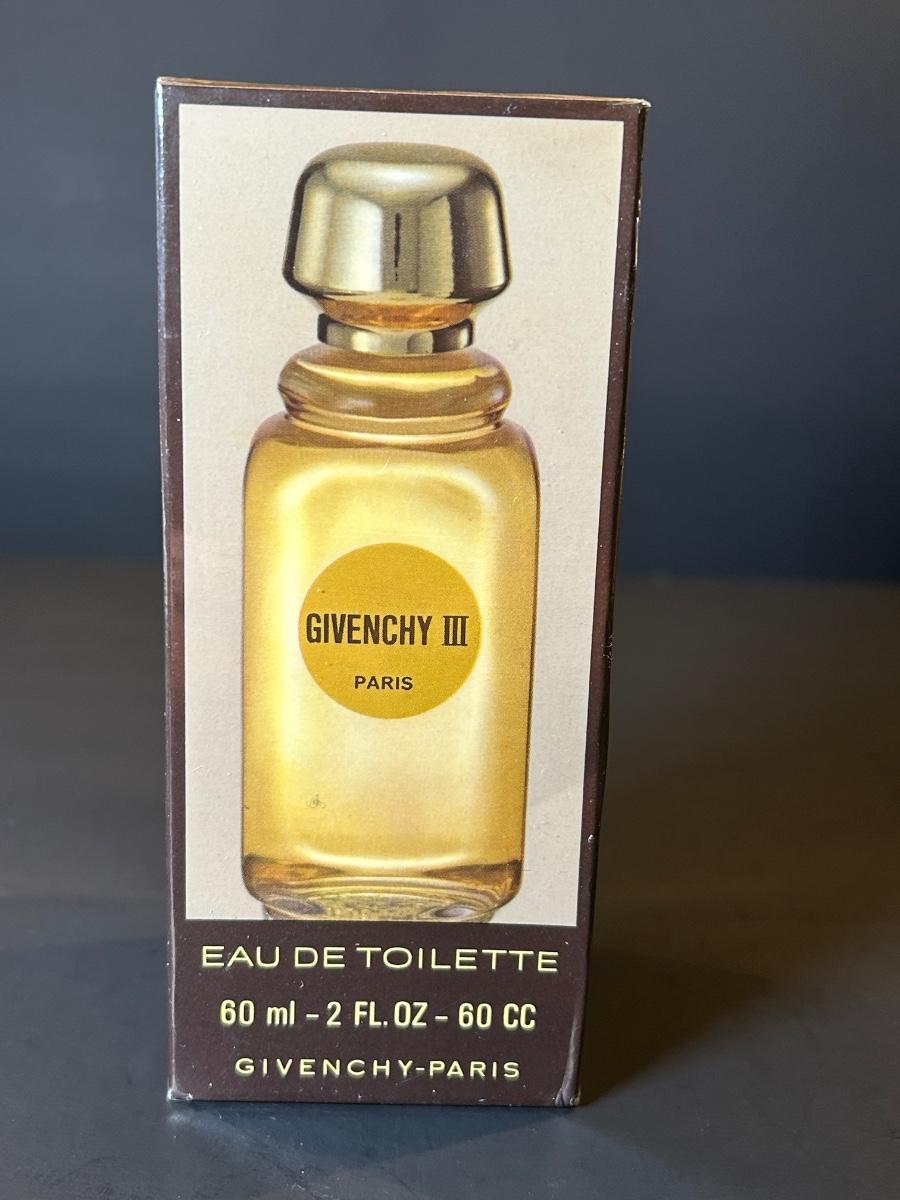 GIVENCHY III
PARIS
EAU DE TOILETTE
60 ml – 2 FL. OZ – 60 CC
GIVENCHY-PARIS